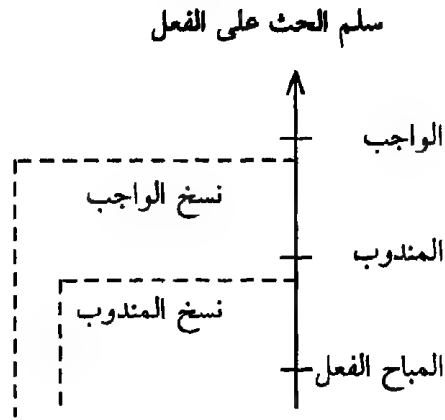 سلم الحث على الفعل
الواجب
نسخ الواجب
المندوب
نسخ المندوب
المباح الفعل